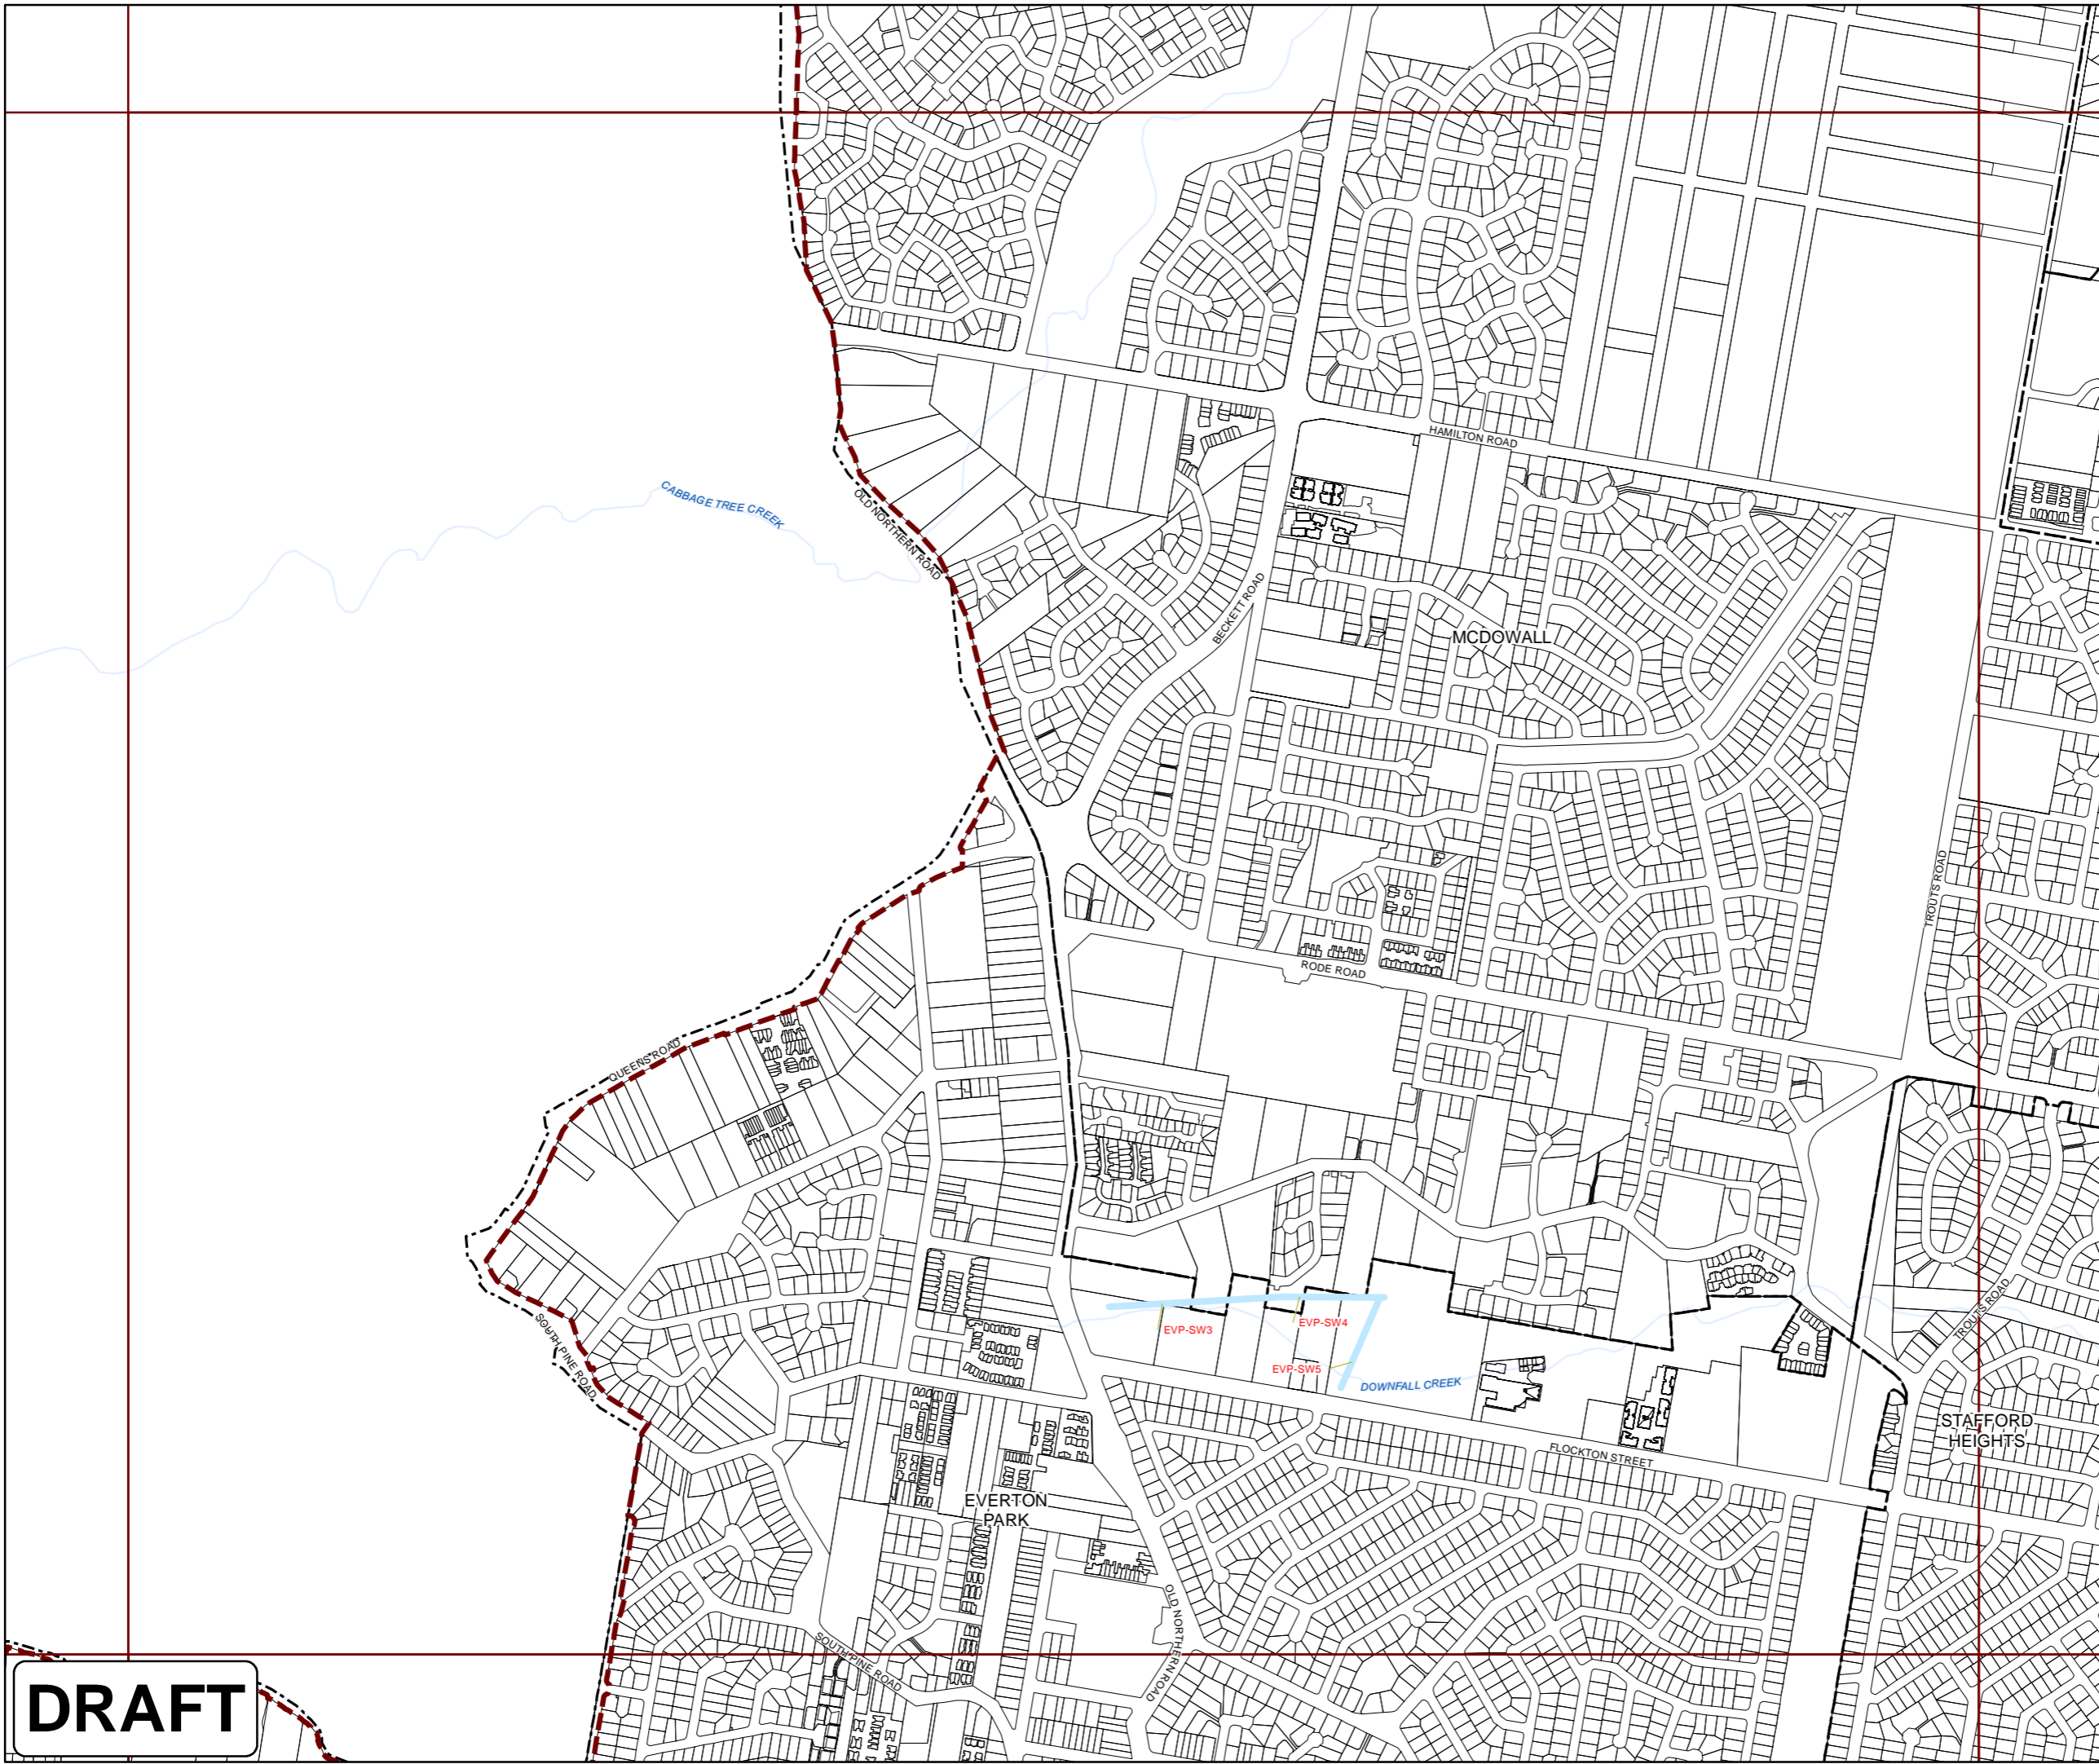 HAMILTON ROAD
CABBAGE TREE CREEK
OLD NORTHERN ROAD
BECKETT ROAD
MCDOWALL
TROUTS ROAD
RODE ROAD
QUEENS ROAD
TROUTS ROAD
EVP-SW3
EVP-SW4
SOUTH PINE ROAD
EVP-SW5
DOWNFALL CREEK
STAFFORD
HEIGHTS
FLOCKTON STREET
EVERTON
PARK
OLD NORTHERN ROAD
SOUTH PINE ROAD
DRAFT